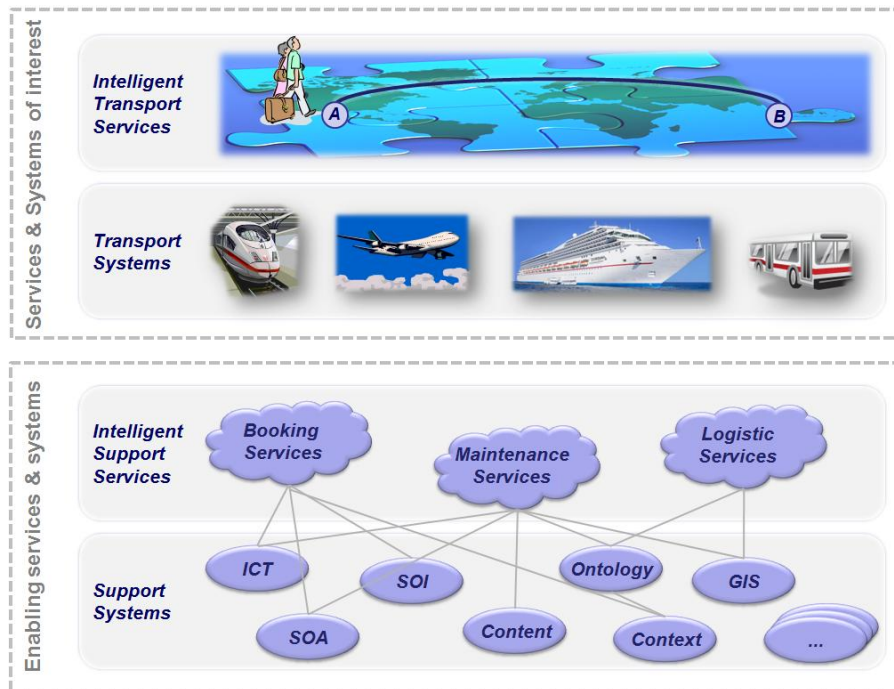 Services & Systems of Interest
Intelligent
Transport
Services
A
B
Transport
Systems
Enabling services & systems
Intelligent
Support
Services
Booking
Services
Maintenance
Services
Logistic
Services
Support
Systems
ICT
SOI
Ontology
GIS
SOA
Content
Context
...